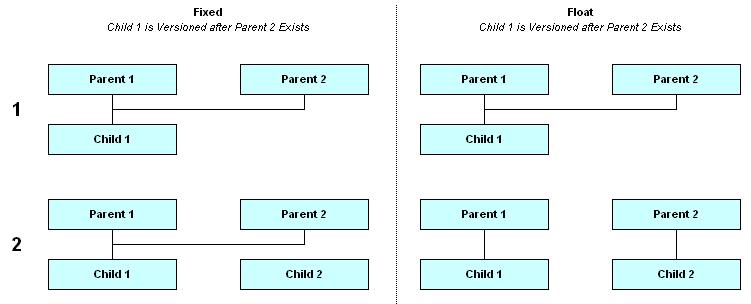 Fixed
Child 1 is Versioned after Parent 2 Exists
Float
Child 1 is Versioned after Parent 2 Exists
1
Parent 1
Parent 2
Parent 1
Parent 2
Child 1
Child 1
2
Parent 1
Parent 2
Parent 1
Parent 2
Child 1
Child 2
Child 1
Child 2